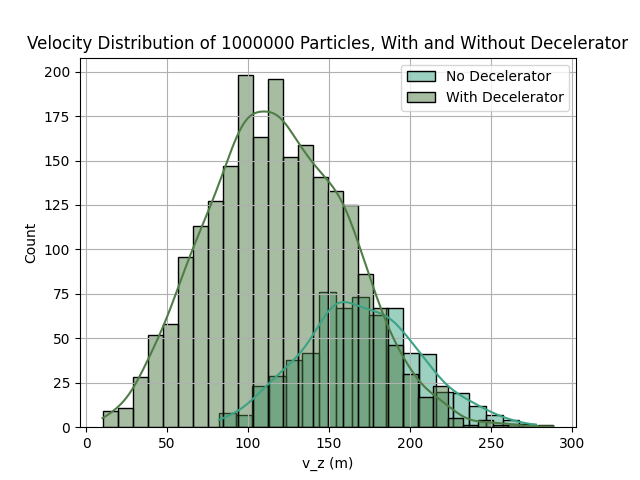 Velocity Distribution of 1000000 Particles, With and Without Decelerator
No Decelerator
With Decelerator
200
175
150
125
100
75
50
25
0
Count
0 50 100 150 200 250 300
v_z (m)